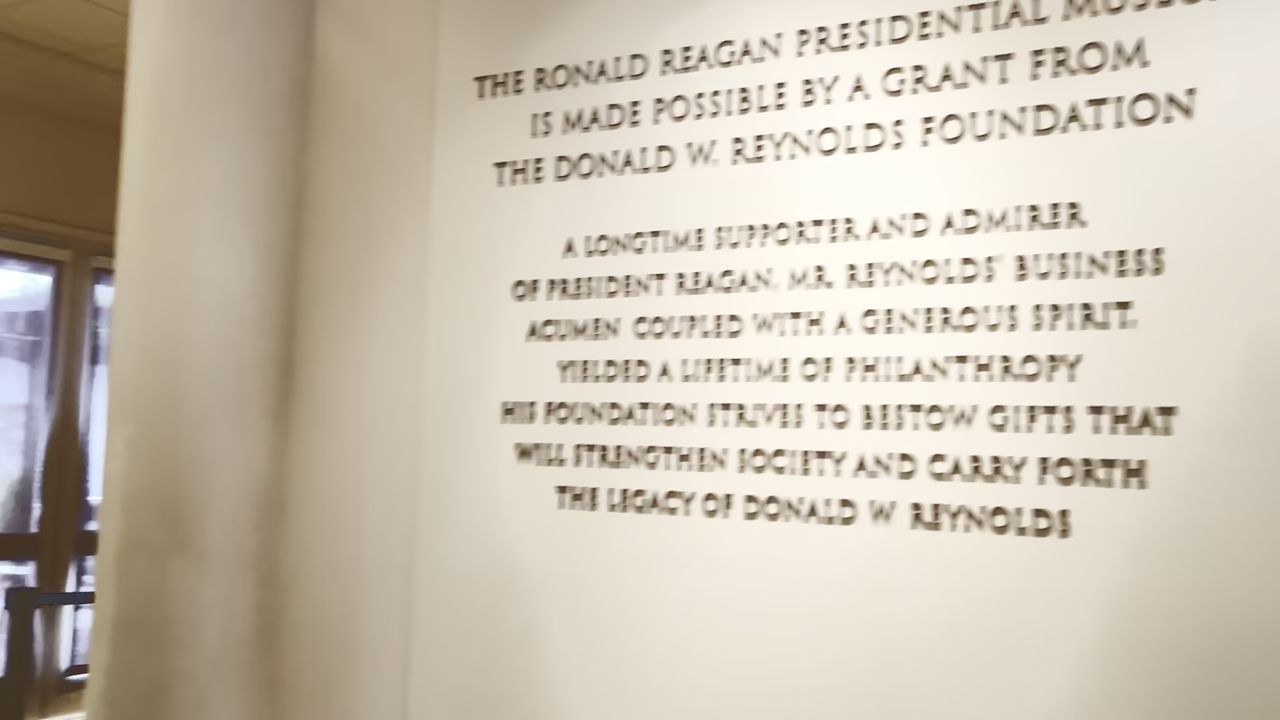 THE RONALD REAGAN PRESIDENTIAL
IS MADE POSSIBLE BY A GRANT FROM
THE DONALD W. REYNOLDS FOUNDATION
A LONGTIME SUPPORTER AND ADMIRER
OF PRESIDENT REAGAN, MR. REYNOLDS' BUSINESS
ACUMEN COUPLED WITH A GENEROUS SPIRIT,
YIELDED A LIFETIME OF PHILANTHROPY
HIS FOUNDATION STRIVES TO BESTOW GIFTS THAT
WILL STRENGTHEN SOCIETY AND CARRY FORTH
THE LEGACY OF DONALD W REYNOLDS